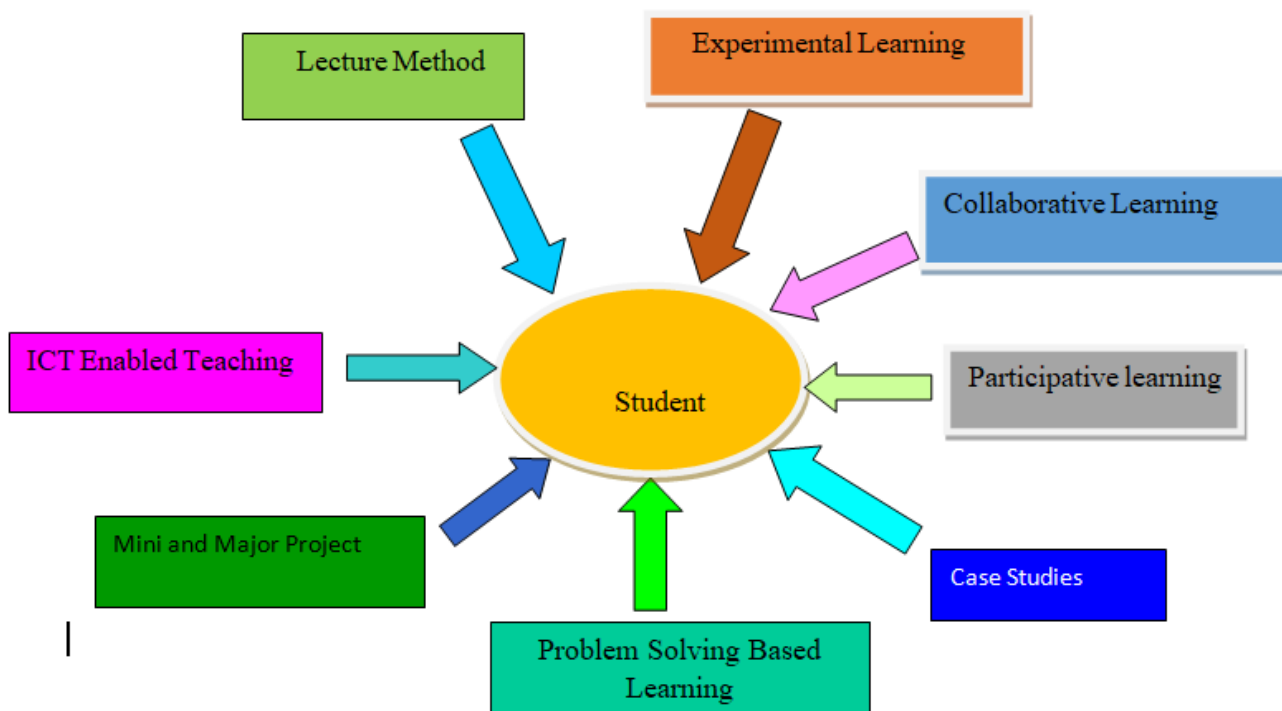 Lecture Method
Experimental Learning
Collaborative Learning
ICT Enabled Teaching
Participative learning
Student
Mini and Major Project
Case Studies
Problem Solving Based
Learning